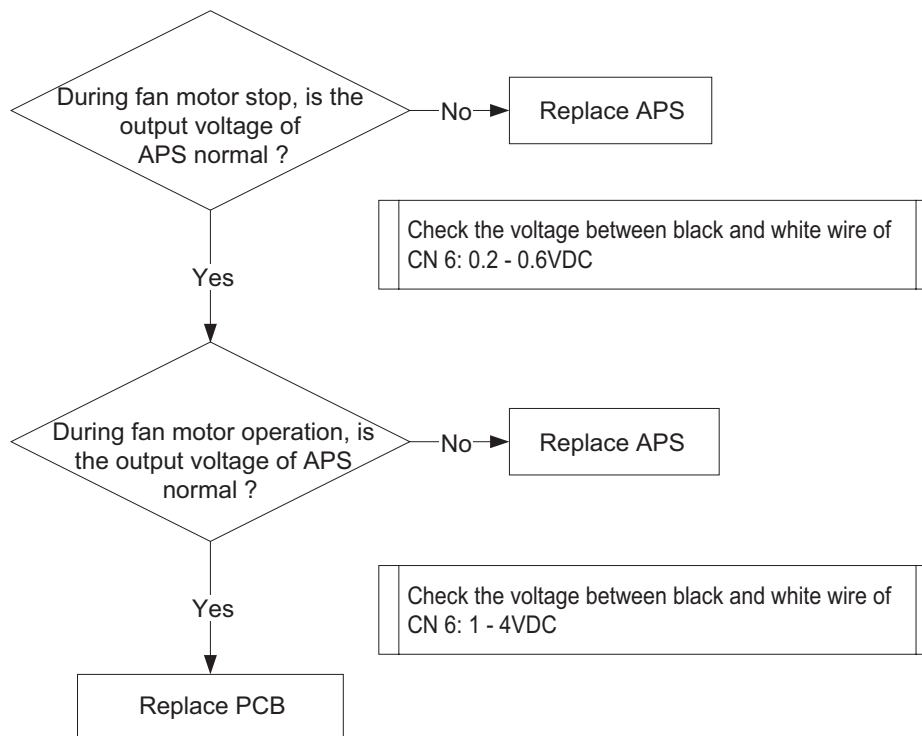 During fan motor stop, is the
output voltage of
APS normal ?
No
Replace APS
Check the voltage between black and white wire of
CN 6: 0.2 - 0.6VDC
Yes
During fan motor operation, is
the output voltage of APS
normal ?
No
Replace APS
Check the voltage between black and white wire of
CN 6: 1 - 4VDC
Yes
Replace PCB